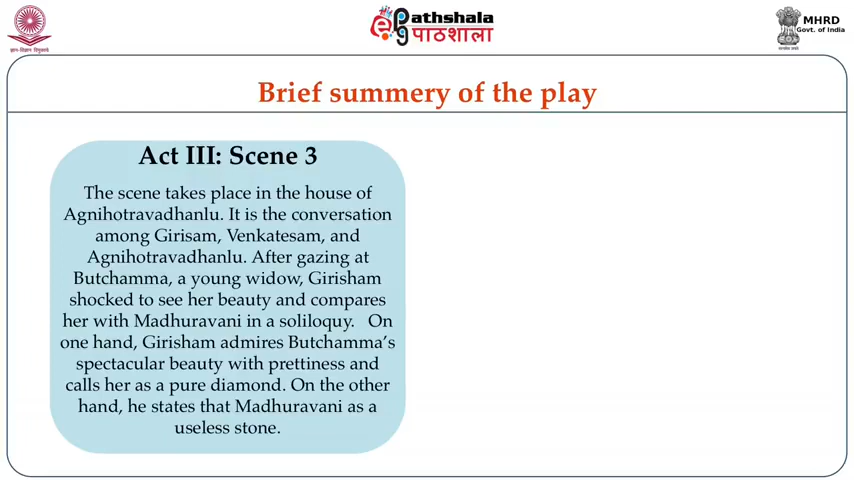 ePathshala
पाठशाला
MHRD
Govt. of India
Brief summery of the play
Act III: Scene 3
The scene takes place in the house of
Agnihotravadhanlu. It is the conversation
among Girisam, Venkatesam, and
Agnihotravadhanlu. After gazing at
Butchamma, a young widow, Girisham
shocked to see her beauty and compares
her with Madhuravani in a soliloquy.   On
one hand, Girisham admires Butchamma’s
spectacular beauty with prettiness and
calls her as a pure diamond. On the other
hand, he states that Madhuravani as a
useless stone.